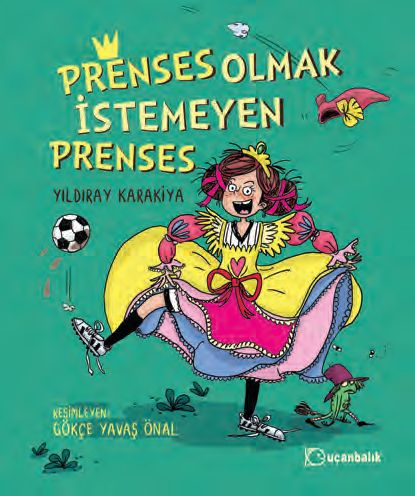 PRENSES OLMAK
İSTEMEYEN
PRENSES
YILDIRAY KARAKİYA
RESİMLEYEN
GÖKÇE YAVAŞ ÖNAL
uçanbalık